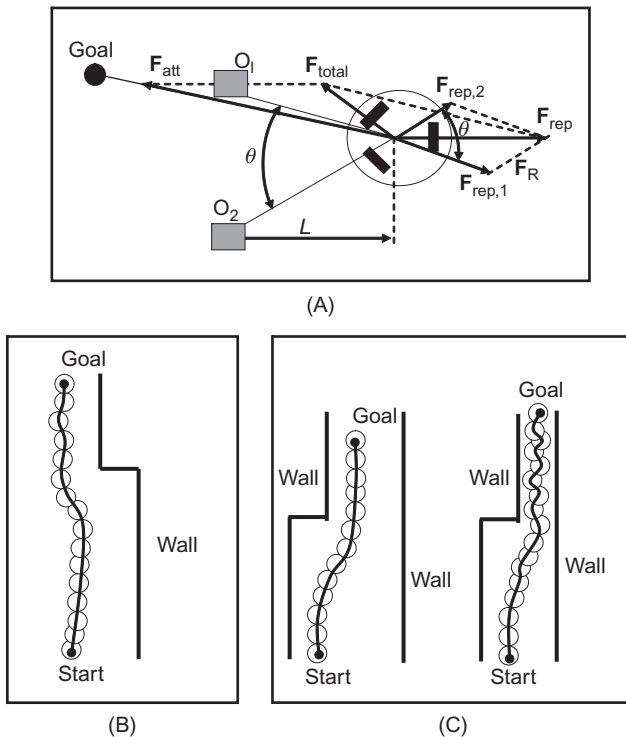 Goal
F_att
O_I
F_total
F_rep,2
F_rep
θ
θ
F_R
F_rep,1
O_2
L
(A)
Goal
Wall
Start
(B)
Goal
Goal
Wall
Wall
Wall
Wall
Start
Start
(C)